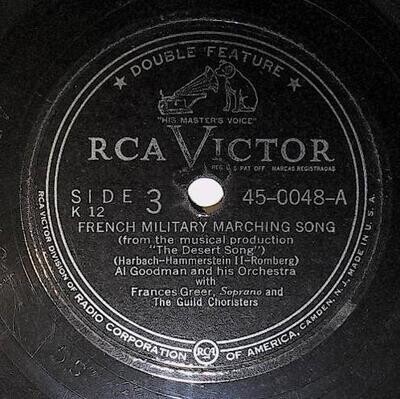 ★ DOUBLE FEATURE ★
"HIS MASTER'S VOICE"
RCA VICTOR
REG. U.S. PAT. OFF. MARCAS REGISTRADAS
SIDE 3
45-0048-A
K 12
FRENCH MILITARY MARCHING SONG
(from the musical production
"The Desert Song")
(Harbach-Hammerstein II-Romberg)
Al Goodman and his Orchestra
with
Frances Greer, Soprano and
The Guild Choristers
RCA VICTOR DIVISION OF RADIO CORPORATION OF AMERICA, CAMDEN, N. J. MADE IN U. S. A.
RCA